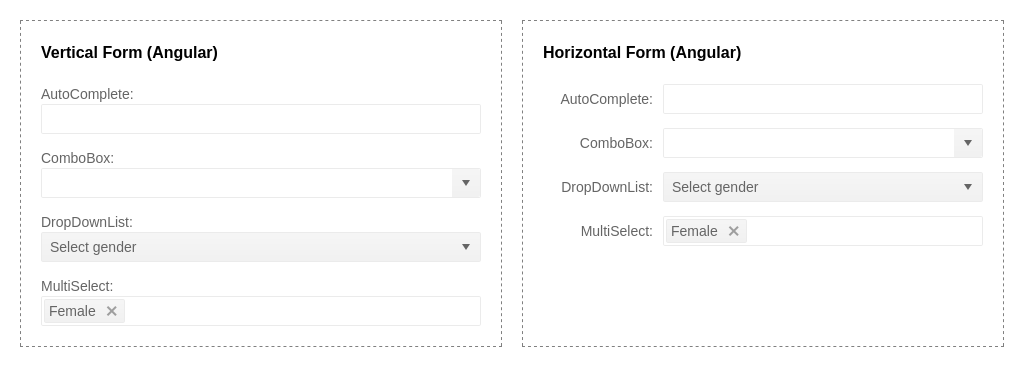 Vertical Form (Angular)
AutoComplete:
ComboBox:
DropDownList:
Select gender
MultiSelect:
Female
Horizontal Form (Angular)
AutoComplete:
ComboBox:
DropDownList:
Select gender
MultiSelect:
Female